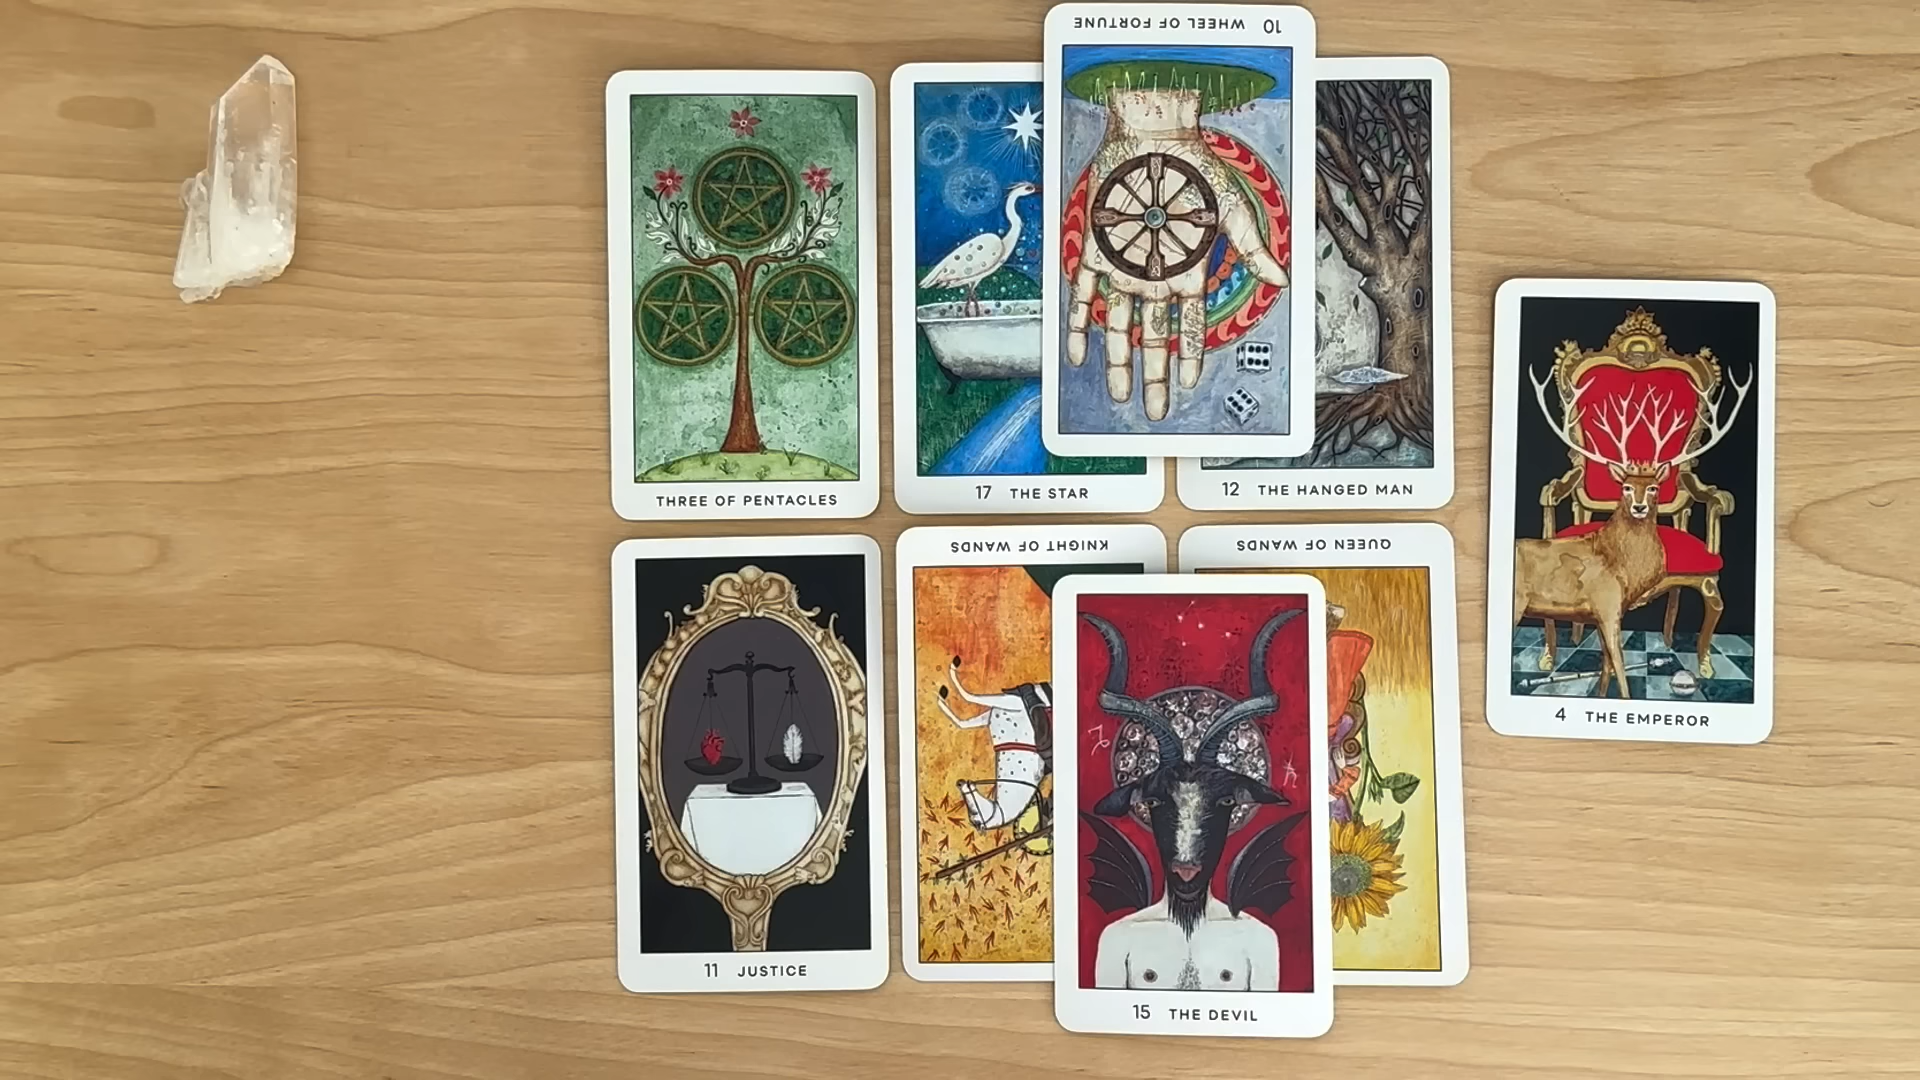 10 WHEEL OF FORTUNE
THREE OF PENTACLES
17 THE STAR
12 THE HANGED MAN
KNIGHT OF WANDS
QUEEN OF WANDS
4 THE EMPEROR
11 JUSTICE
15 THE DEVIL